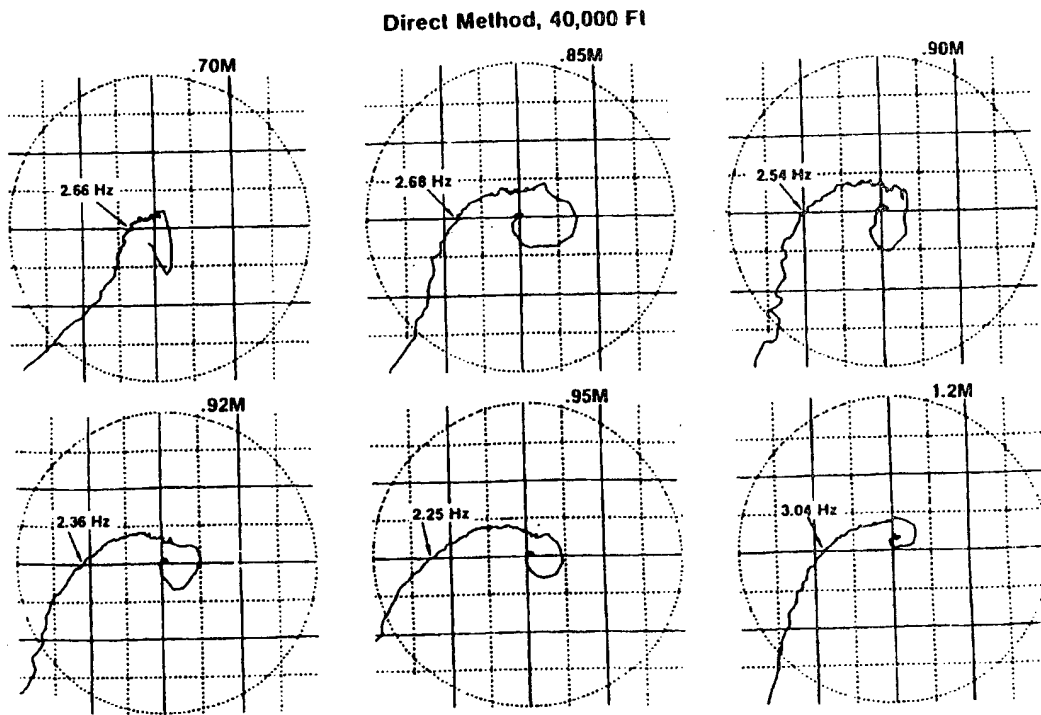 Direct Method, 40,000 Ft
.70M
2.66 Hz
.85M
2.68 Hz
.90M
2.54 Hz
.92M
2.36 Hz
.95M
2.25 Hz
1.2M
3.04 Hz